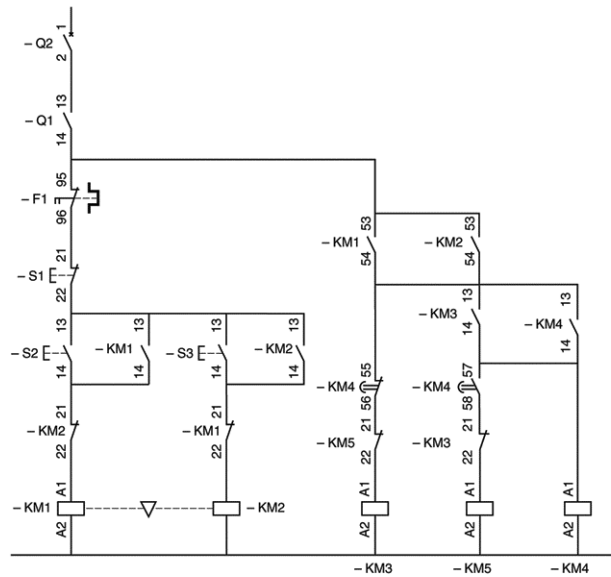 1
– Q2
2
13
– Q1
14
95
– F1
96
53
53
– KM1
– KM2
54
54
21
– S1
22
13
13
– KM3
– KM4
14
14
13
13
13
13
– S2
– KM1
– S3
– KM2
14
14
14
14
55
57
– KM4
– KM4
56
58
21
21
21
21
– KM2
– KM1
– KM5
– KM3
22
22
22
22
A1
A1
A1
A1
A1
– KM1
– KM2
A2
A2
A2
A2
A2
– KM3
– KM5
– KM4